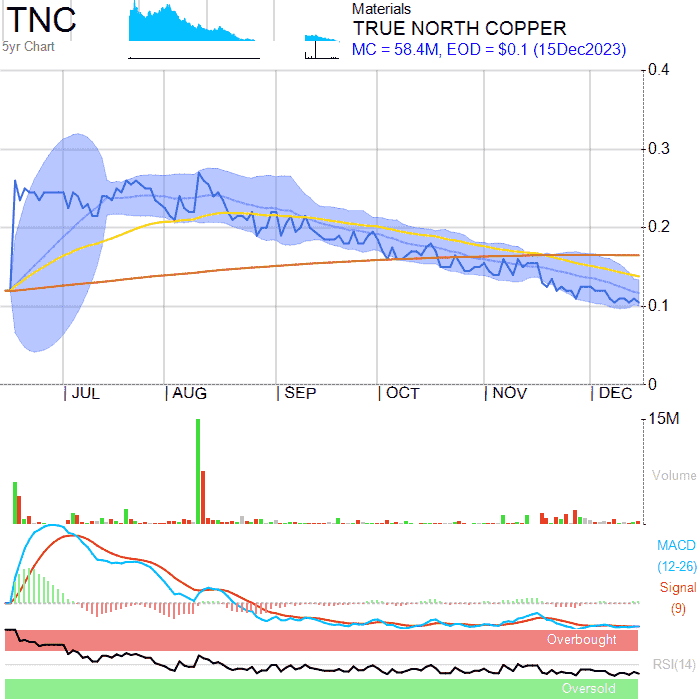 TNC
5yr Chart
Materials
TRUE NORTH COPPER
MC = 58.4M, EOD = $0.1 (15Dec2023)
0.4
0.3
0.2
0.1
0
JUL AUG SEP OCT NOV DEC
15M
Volume
MACD
(12-26)
Signal
(9)
Overbought
RSI(14)
Oversold